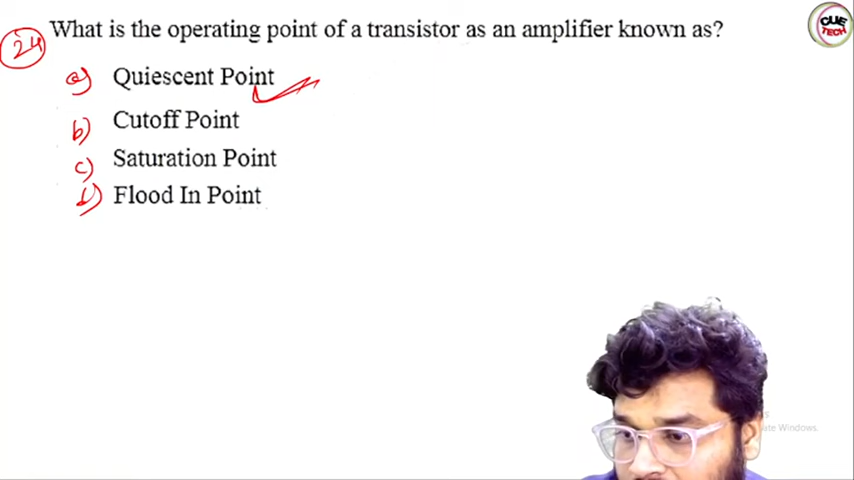 24 What is the operating point of a transistor as an amplifier known as?
CUE
TECH
a) Quiescent Point
b) Cutoff Point
c) Saturation Point
d) Flood In Point
Windows.